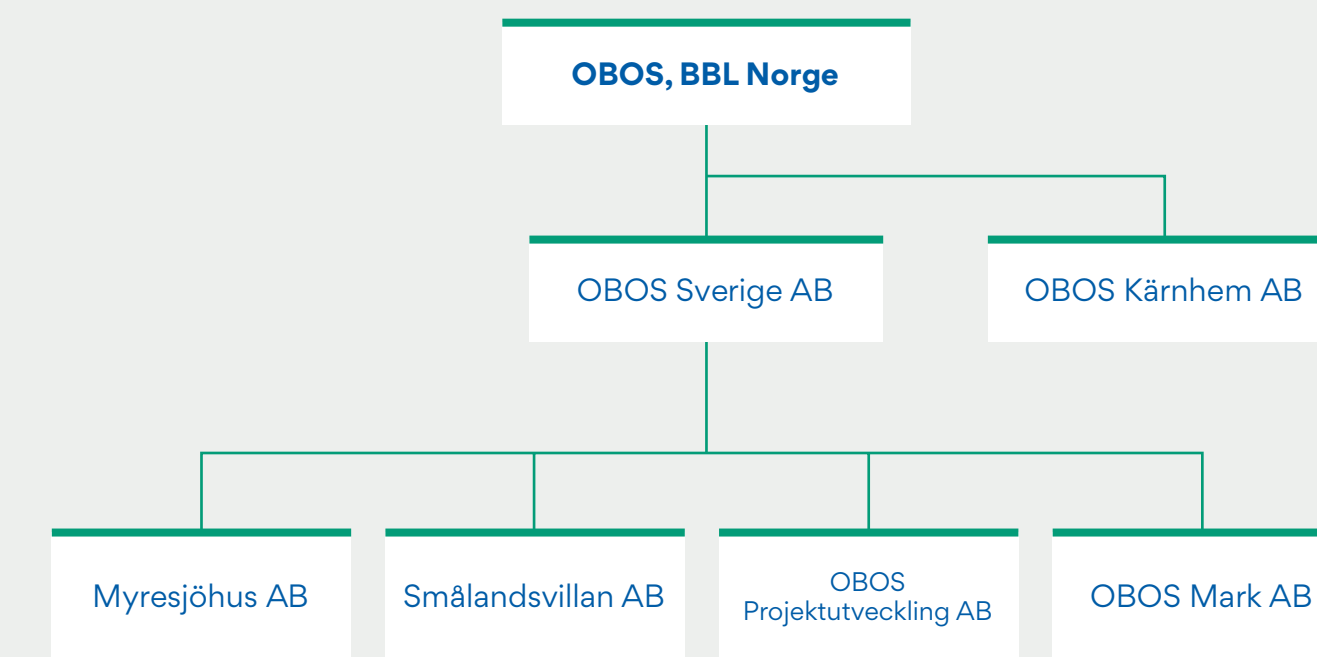 OBOS, BBL Norge
OBOS Sverige AB
OBOS Kärnhem AB
Myresjöhus AB
Smålandsvillan AB
OBOS
Projektutveckling AB
OBOS Mark AB